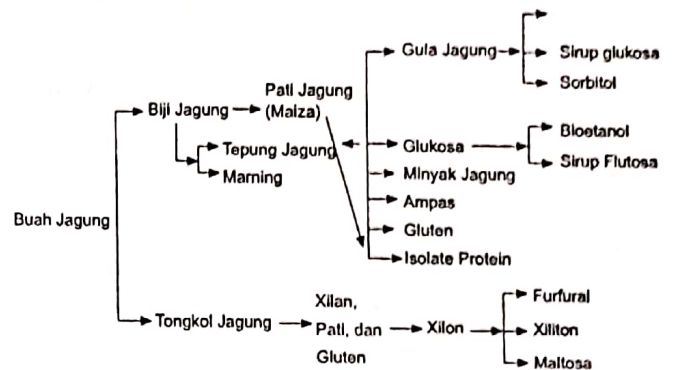 Gula Jagung
Sirup glukosa
Sorbitol
Pati Jagung
(Maiza)
Biji Jagung
Tepung Jagung
Marning
Glukosa
Bioetanol
Sirup Flutosa
Minyak Jagung
Ampas
Gluten
Isolate Protein
Buah Jagung
Tongkol Jagung
Xilan,
Pati, dan
Gluten
Xilon
Furfural
Xiliton
Maltosa